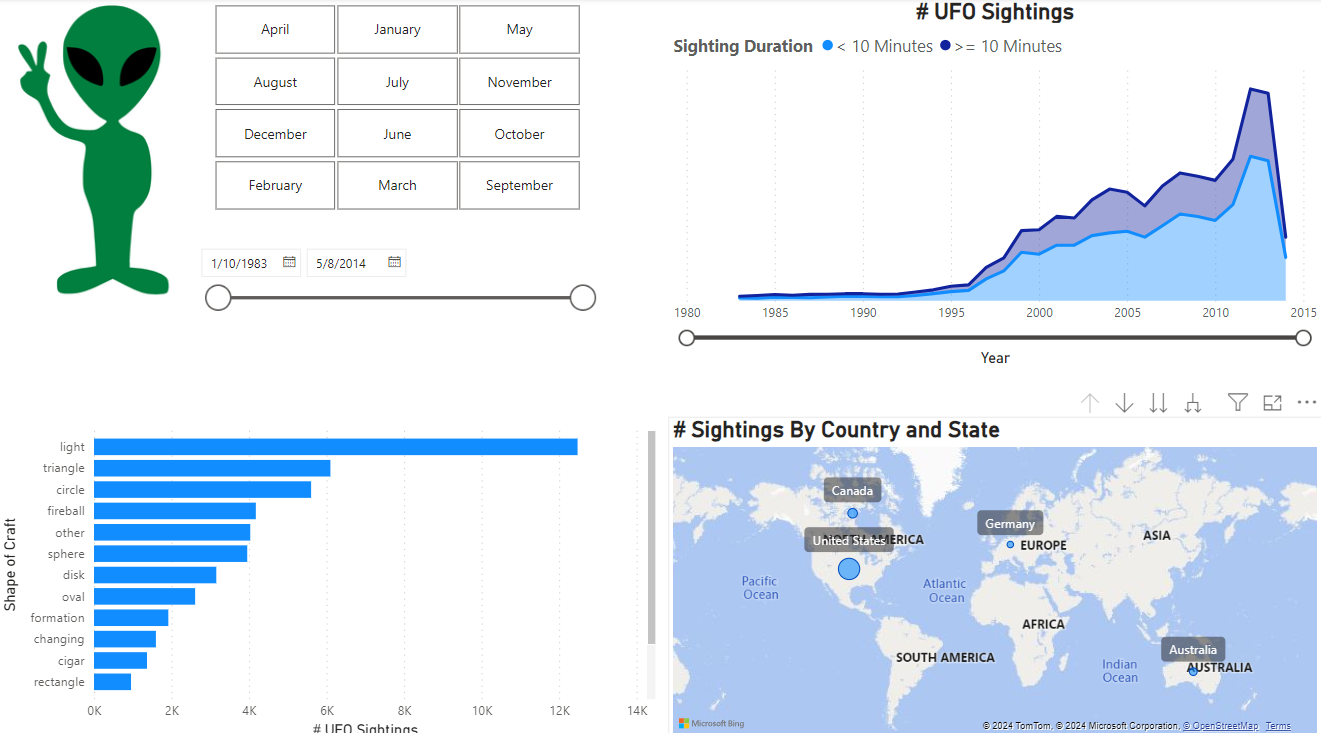 April January May
August July November
December June October
February March September
1/10/1983 5/8/2014
# UFO Sightings
Sighting Duration < 10 Minutes >= 10 Minutes
1980 1985 1990 1995 2000 2005 2010 2015
Year
Shape of Craft
light
triangle
circle
fireball
other
sphere
disk
oval
formation
changing
cigar
rectangle
0K 2K 4K 6K 8K 10K 12K 14K
# UFO Sightings
# Sightings By Country and State
Canada
Germany
United States
NORTH AMERICA
EUROPE
ASIA
Pacific
Ocean
Atlantic
Ocean
AFRICA
SOUTH AMERICA
Australia
Indian
Ocean
AUSTRALIA
Microsoft Bing
© 2024 TomTom, © 2024 Microsoft Corporation, © OpenStreetMap Terms